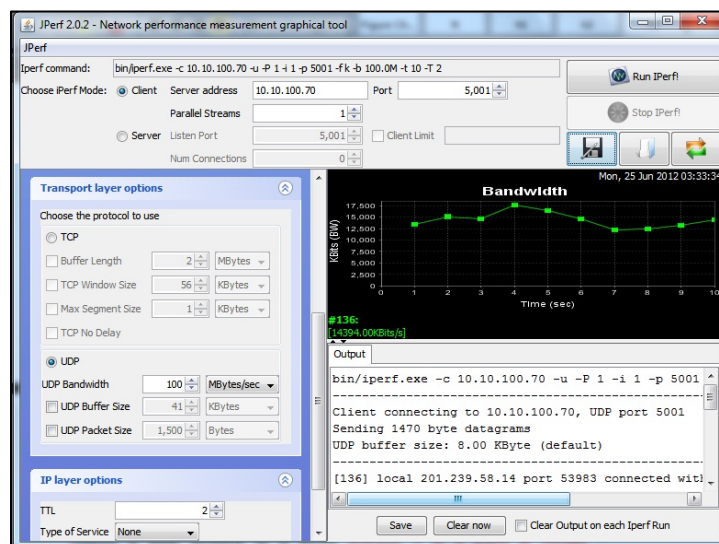 JPerf 2.0.2 - Network performance measurement graphical tool
JPerf
Iperf command: bin/iperf.exe -c 10.10.100.70 -u -P 1 -i 1 -p 5001 -f k -b 100.0M -t 10 -T 2
Choose iPerf Mode: Client Server address 10.10.100.70 Port 5,001
Parallel Streams 1
Server Listen Port 5,001 Client Limit
Num Connections 0
Run IPerf!
Stop IPerf!
Transport layer options
Choose the protocol to use
TCP
Buffer Length 2 MBytes
TCP Window Size 56 KBytes
Max Segment Size 1 KBytes
TCP No Delay
UDP
UDP Bandwidth 100 MBytes/sec
UDP Buffer Size 41 KBytes
UDP Packet Size 1,500 Bytes
IP layer options
TTL 2
Type of Service None
Mon, 25 Jun 2012 03:33:34
Bandwidth
KBits (BW)
17,500
15,000
12,500
10,000
7,500
5,000
2,500
0
0 1 2 3 4 5 6 7 8 9 10
Time (sec)
#136:
[14394.00KBits/s]
Output
bin/iperf.exe -c 10.10.100.70 -u -P 1 -i 1 -p 5001
------------------------------------------------------------
Client connecting to 10.10.100.70, UDP port 5001
Sending 1470 byte datagrams
UDP buffer size: 8.00 KByte (default)
------------------------------------------------------------
[136] local 201.239.58.14 port 53983 connected with
Save Clear now Clear Output on each Iperf Run